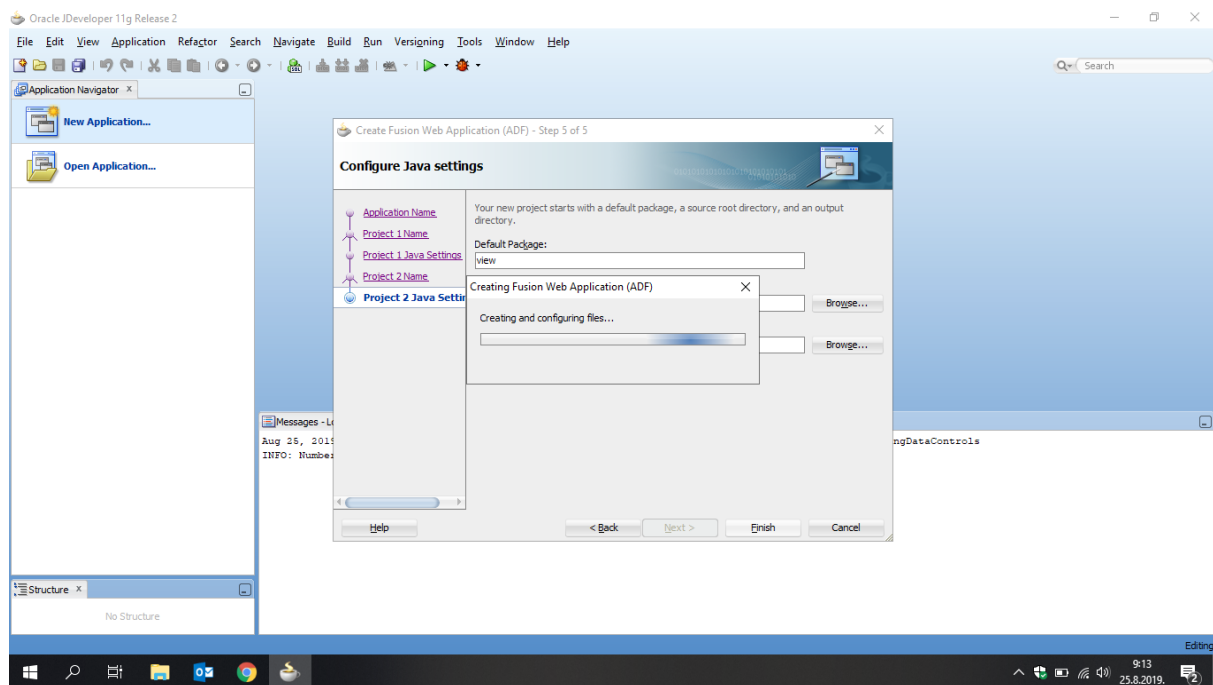 Oracle JDeveloper 11g Release 2
File Edit View Application Refactor Search Navigate Build Run Versigning Tools Window Help
Search
Application Navigator
New Application...
Open Application...
Create Fusion Web Application (ADF) - Step 5 of 5
Configure Java settings
Application Name
Project 1 Name
Project 1 Java Settings
Project 2 Name
Project 2 Java Settin
Your new project starts with a default package, a source root directory, and an output
directory.
Default Package:
view
Creating Fusion Web Application (ADF)
Creating and configuring files...
Browse...
Browse...
Help
< Back Next > Finish Cancel
Messages - Lo
Aug 25, 2019
ngDataControls
INFO: Number
Structure
No Structure
Editing
9:13
25.8.2019.
2